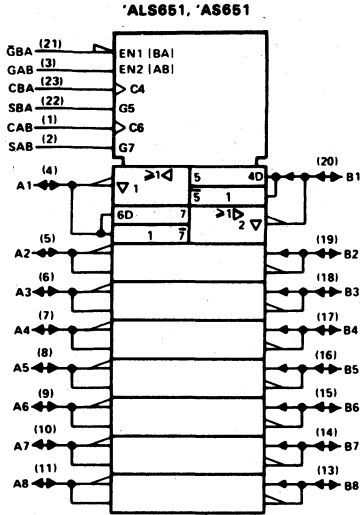 'ALS651, 'AS651
G̅BA (21) EN1 [BA]
GAB (3) EN2 [AB]
CBA (23) C4
SBA (22) G5
CAB (1) C6
SAB (2) G7
A1 (4) ≥1 ▽ 1 5 4D (20) B1
5̅ 1
6D 7 ≥1 2 ▽
1 7̅
A2 (5) (19) B2
A3 (6) (18) B3
A4 (7) (17) B4
A5 (8) (16) B5
A6 (9) (15) B6
A7 (10) (14) B7
A8 (11) (13) B8